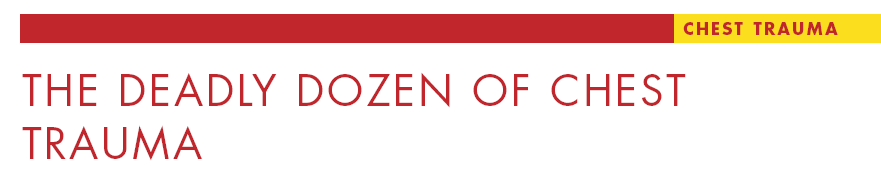 CHEST TRAUMA
THE DEADLY DOZEN OF CHEST
TRAUMA